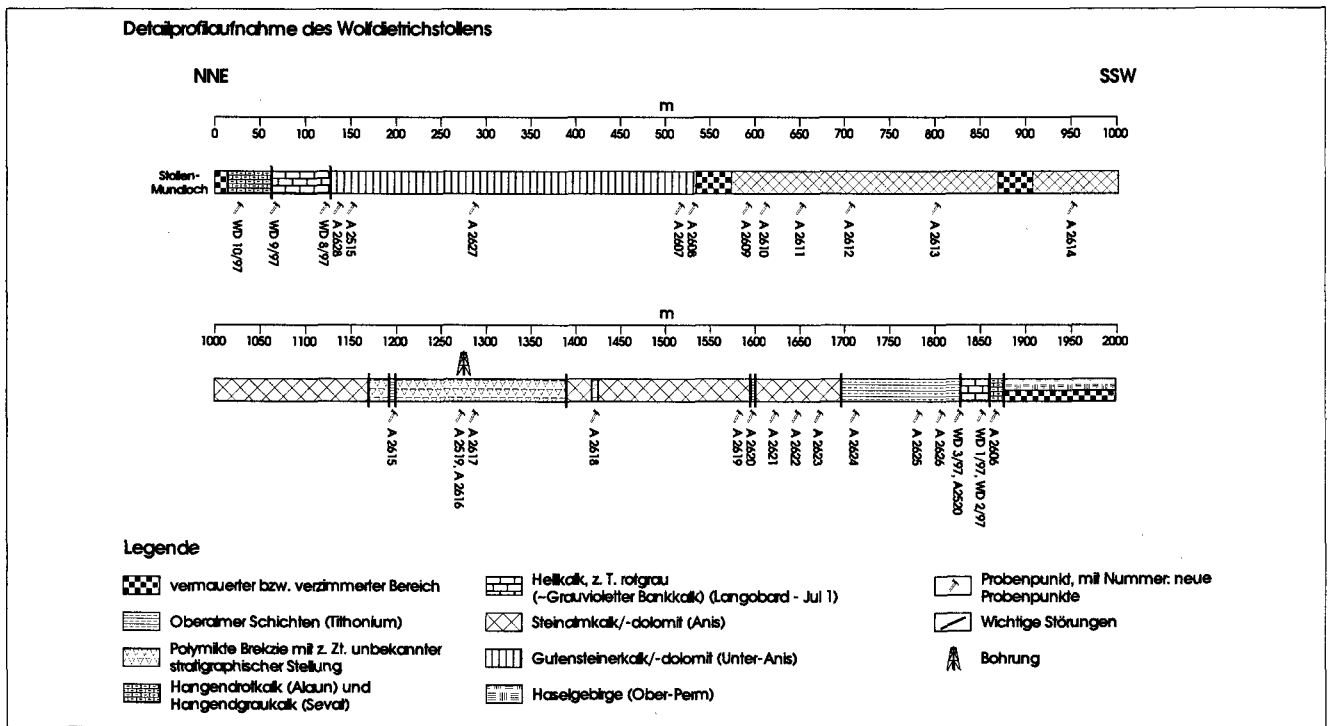 Detailprofilaufnahme des Wolfdietrichstollens
NNE SSW
m
0 50 100 150 200 250 300 350 400 450 500 550 600 650 700 750 800 850 900 950 1000
Stollen-
Mundloch
WD 10/97 WD 9/97 WD 8/97 A 2628 A 2515 A 2627 A 2607 A 2608 A 2609 A 2610 A 2611 A 2612 A 2613 A 2614
m
1000 1050 1100 1150 1200 1250 1300 1350 1400 1450 1500 1550 1600 1650 1700 1750 1800 1850 1900 1950 2000
A 2615 A 2519, A 2616 A 2617 A 2618 A 2619 A 2620 A 2621 A 2622 A 2623 A 2624 A 2625 A 2626 WD 3/97, A2520 WD 1/97, WD 2/97 A 2606
Legende
vermauerter bzw. verzimmerter Bereich
Oberalmer Schichten (Tithonium)
Polymikte Brekzie mit z. Zt. unbekannter
stratigraphischer Stellung
Hangendrotkalk (Alaun) und
Hangendgraukalk (Sevat)
Hellkalk, z. T. rotgrau
(~Grauvioletter Bankkalk) (Langobard - Jul 1)
Steinalmkalk/-dolomit (Anis)
Gutensteinerkalk/-dolomit (Unter-Anis)
Haselgebirge (Ober-Perm)
Probenpunkt, mit Nummer: neue
Probenpunkte
Wichtige Störungen
Bohrung